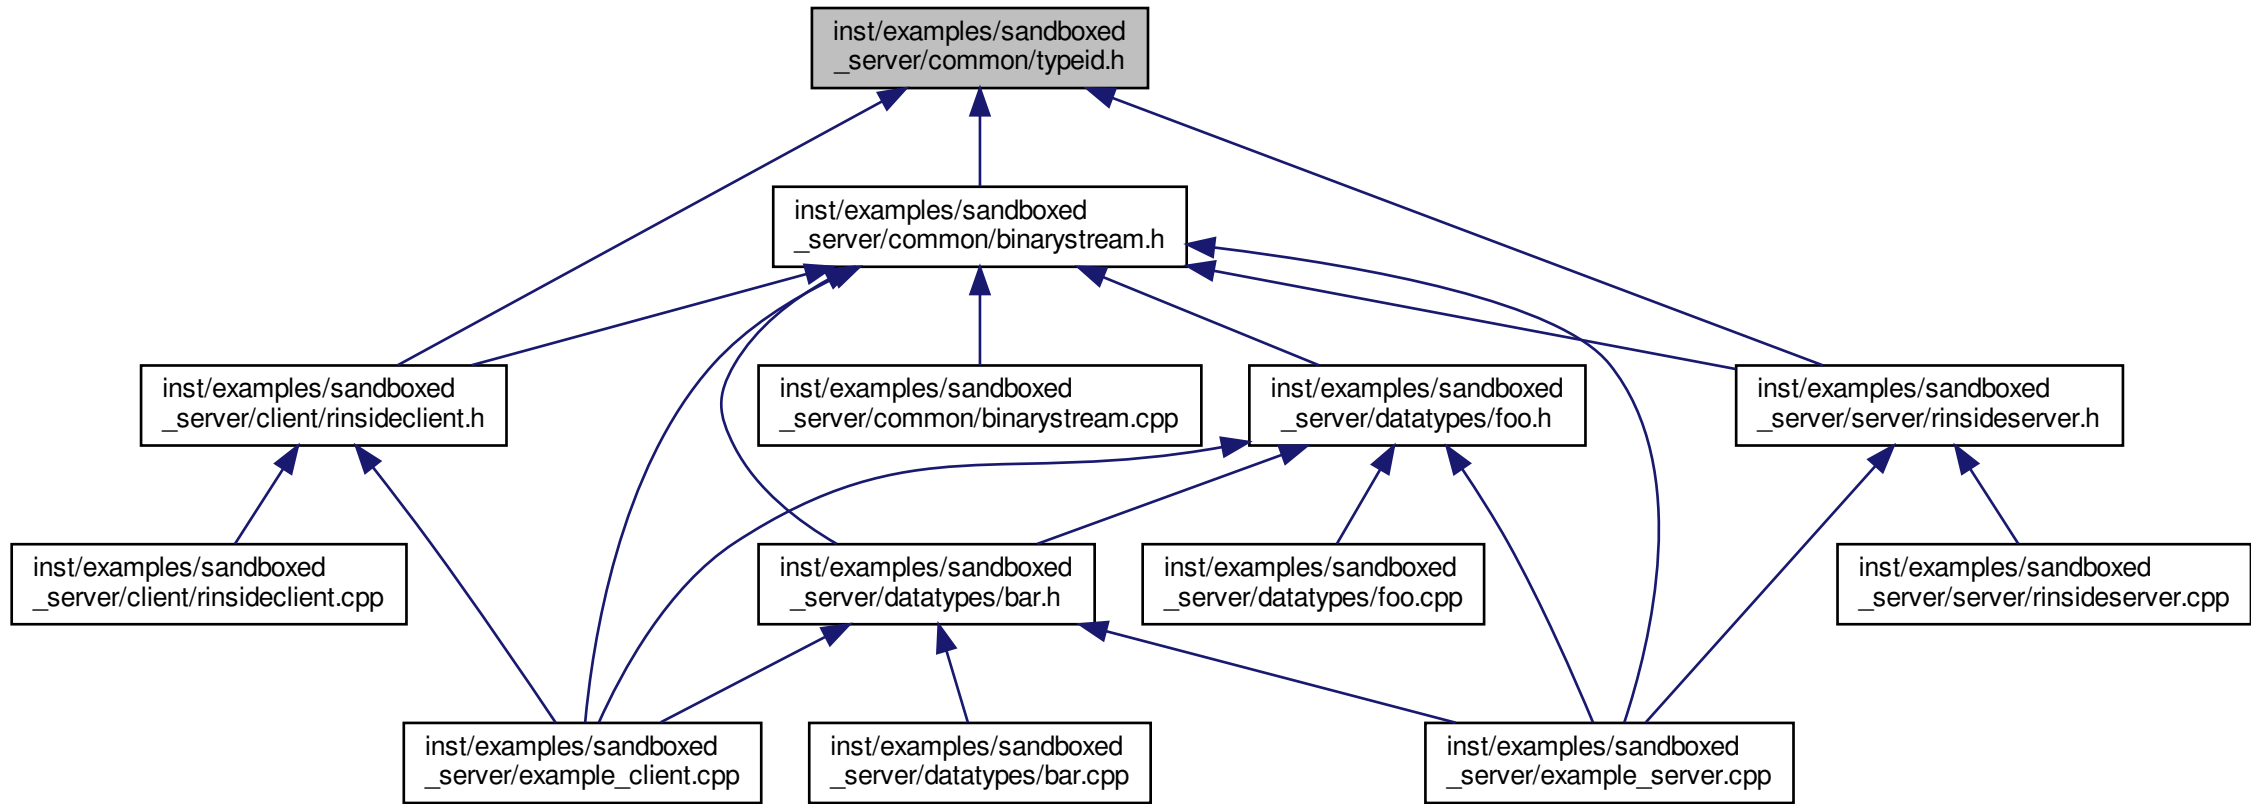 inst/examples/sandboxed
_server/common/typeid.h
inst/examples/sandboxed
_server/common/binarystream.h
inst/examples/sandboxed
_server/client/rinsideclient.h
inst/examples/sandboxed
_server/common/binarystream.cpp
inst/examples/sandboxed
_server/datatypes/foo.h
inst/examples/sandboxed
_server/server/rinsideserver.h
inst/examples/sandboxed
_server/client/rinsideclient.cpp
inst/examples/sandboxed
_server/datatypes/bar.h
inst/examples/sandboxed
_server/datatypes/foo.cpp
inst/examples/sandboxed
_server/server/rinsideserver.cpp
inst/examples/sandboxed
_server/example_client.cpp
inst/examples/sandboxed
_server/datatypes/bar.cpp
inst/examples/sandboxed
_server/example_server.cpp